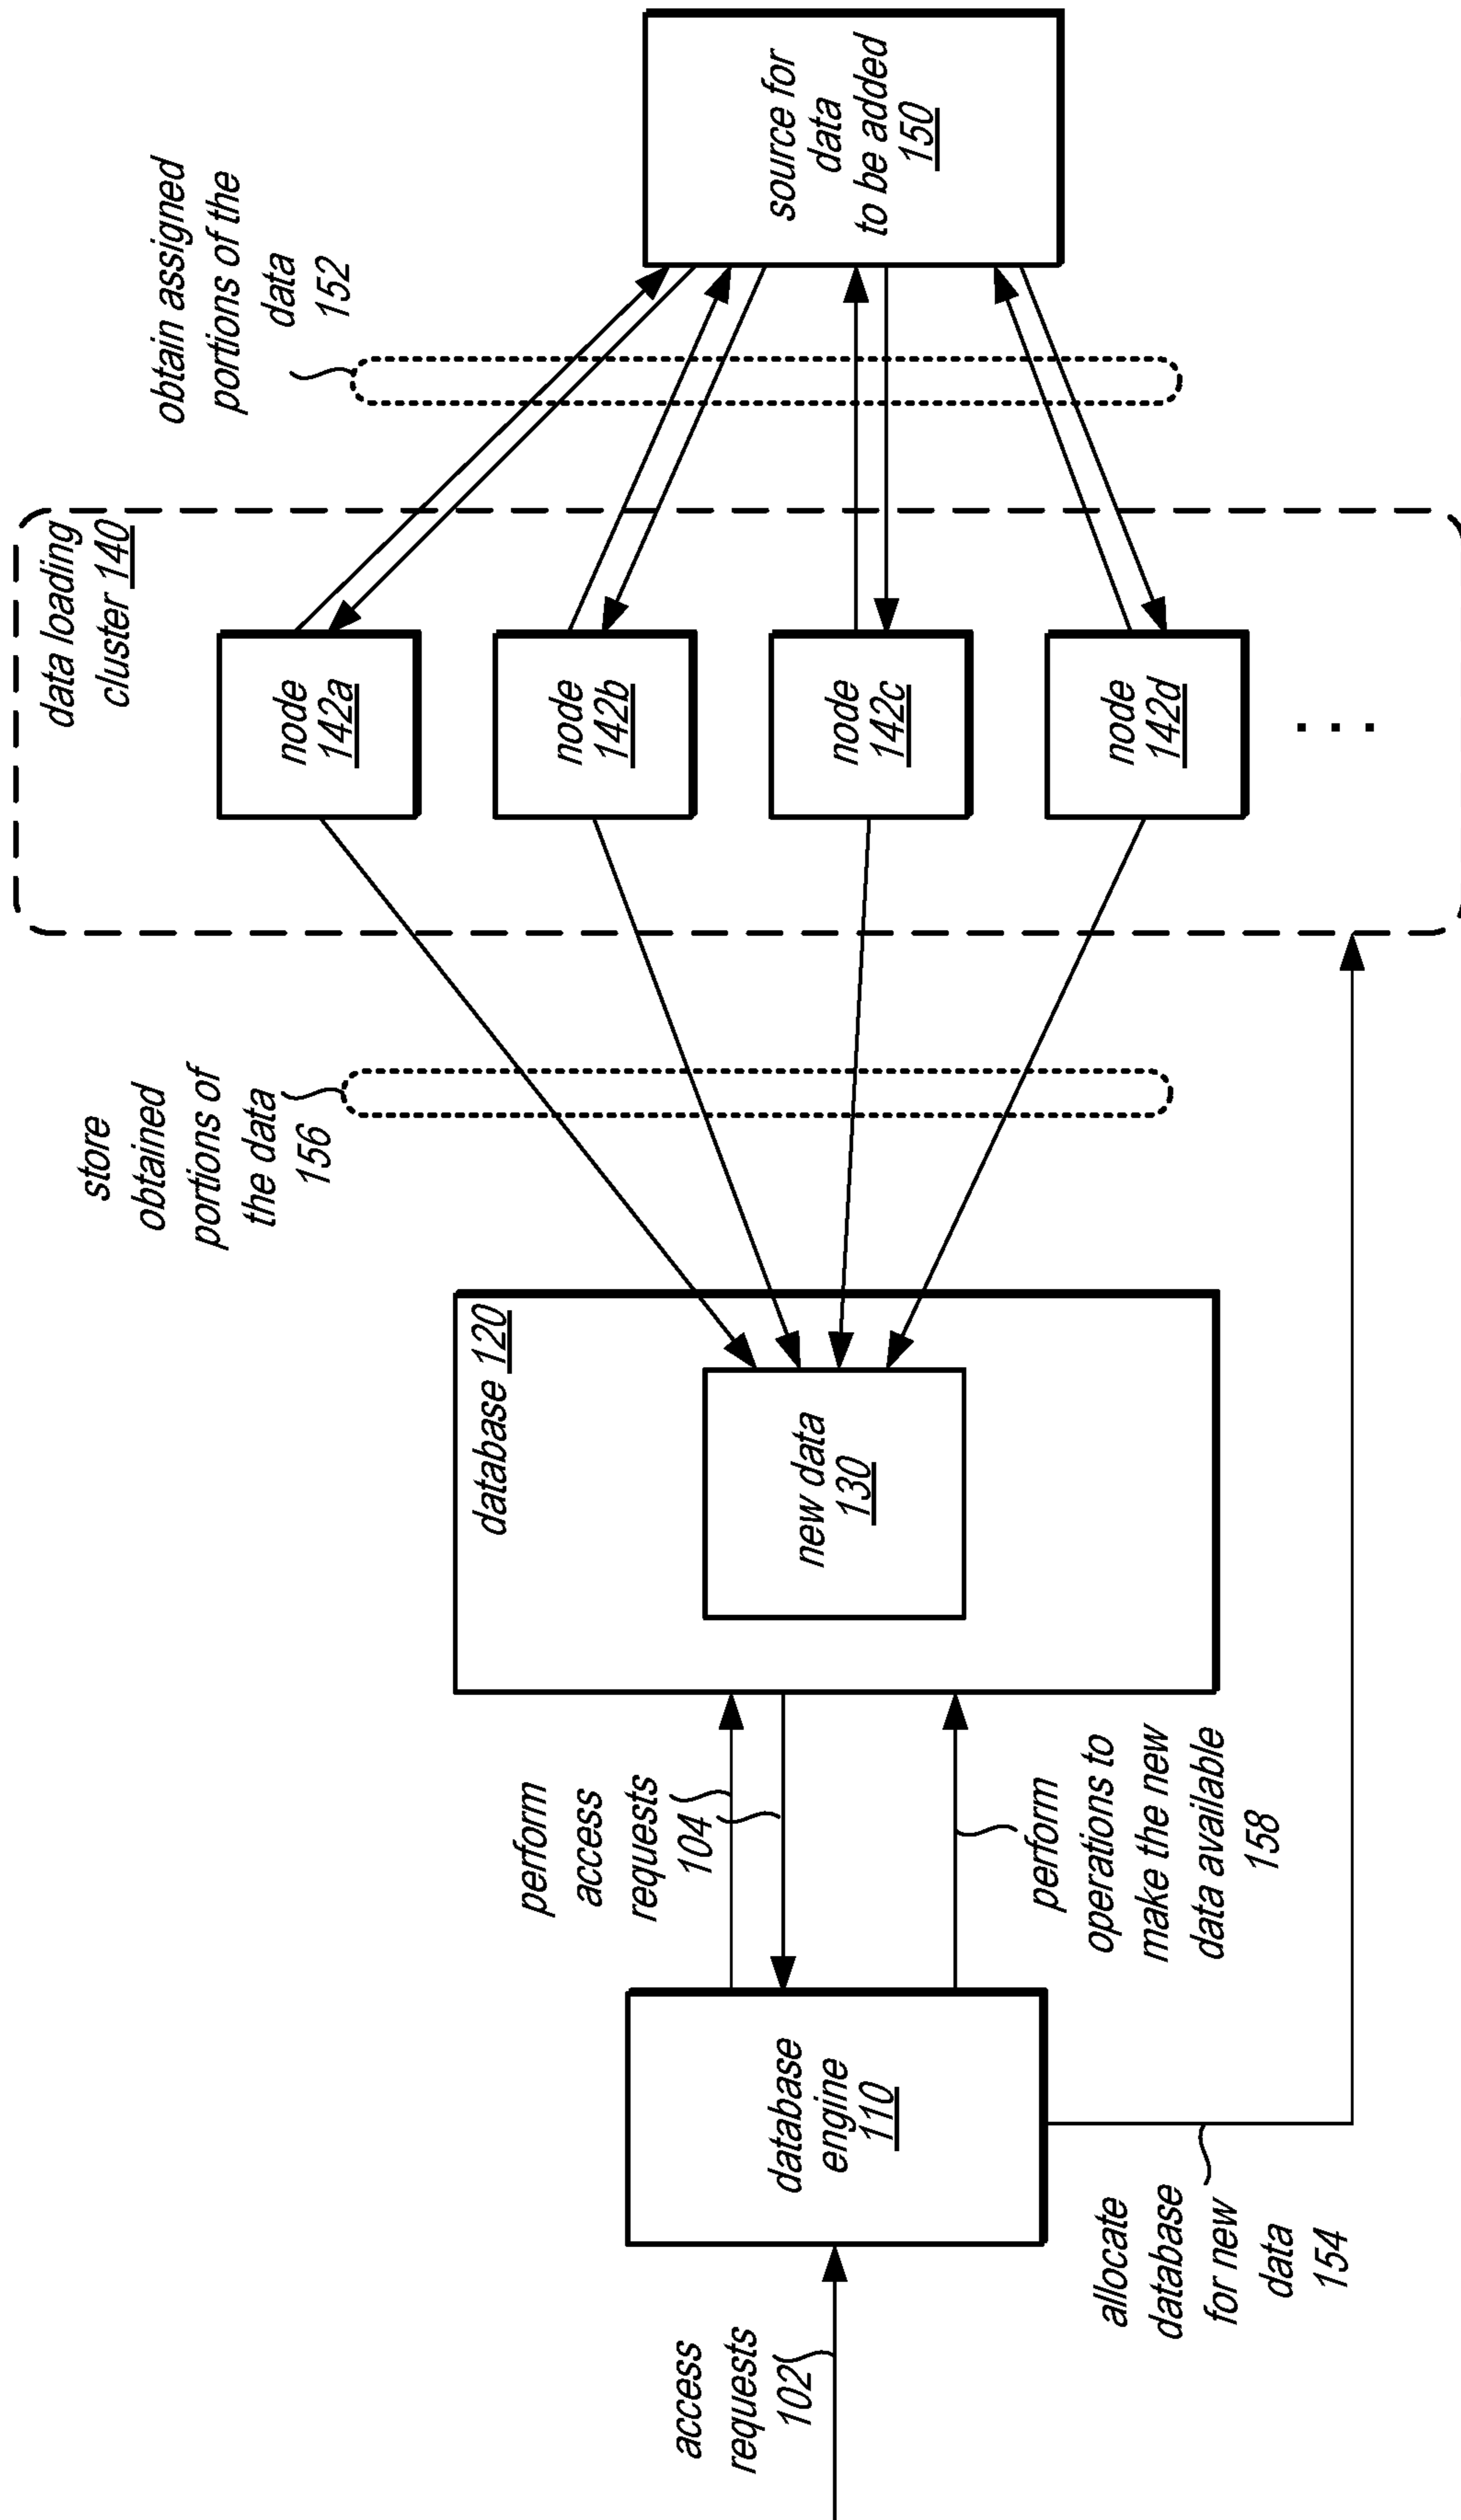 access
requests
102
database
engine
110
allocate
database
for new
data
154
perform
access
requests
104
perform
operations to
make the new
data available
158
database 120
new data
130
store
obtained
portions of
the data
156
data loading
cluster 140
node
142a
node
142b
node
142c
node
142d
. . .
obtain assigned
portions of the
data
152
source for
data
to be added
150